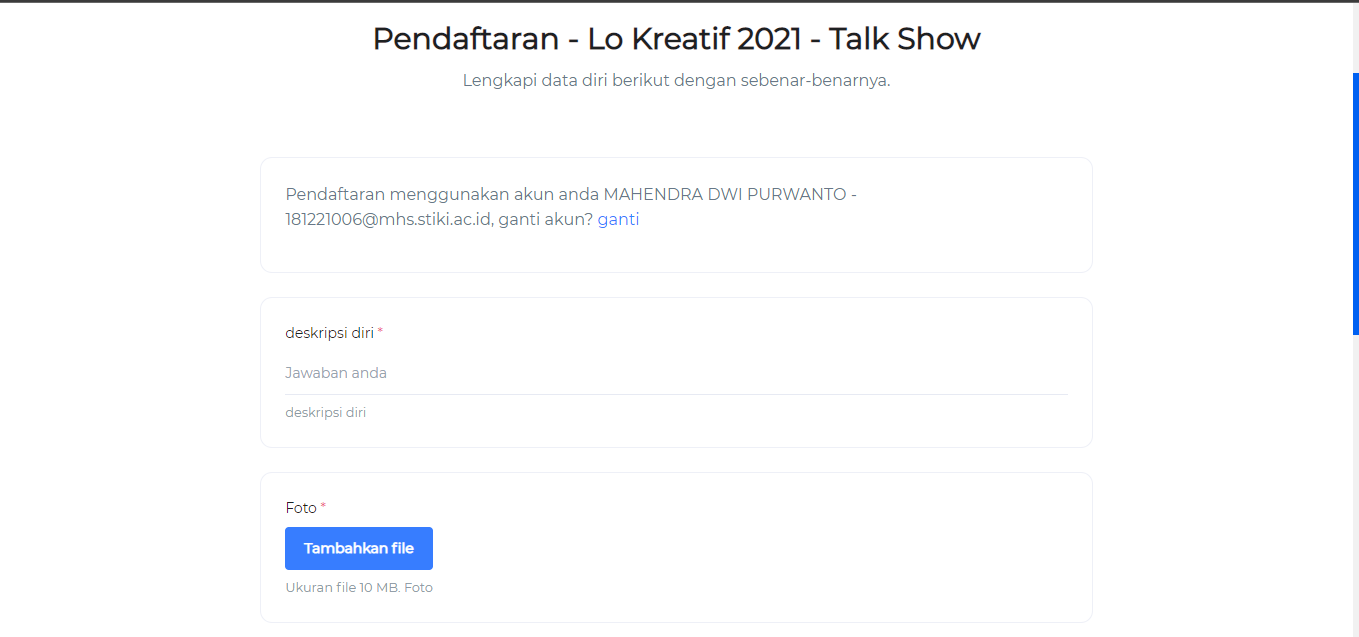 Pendaftaran - Lo Kreatif 2021 - Talk Show
Lengkapi data diri berikut dengan sebenar-benarnya.
Pendaftaran menggunakan akun anda MAHENDRA DWI PURWANTO -
181221006@mhs.stiki.ac.id, ganti akun? ganti
deskripsi diri *
Jawaban anda
deskripsi diri
Foto *
Tambahkan file
Ukuran file 10 MB. Foto